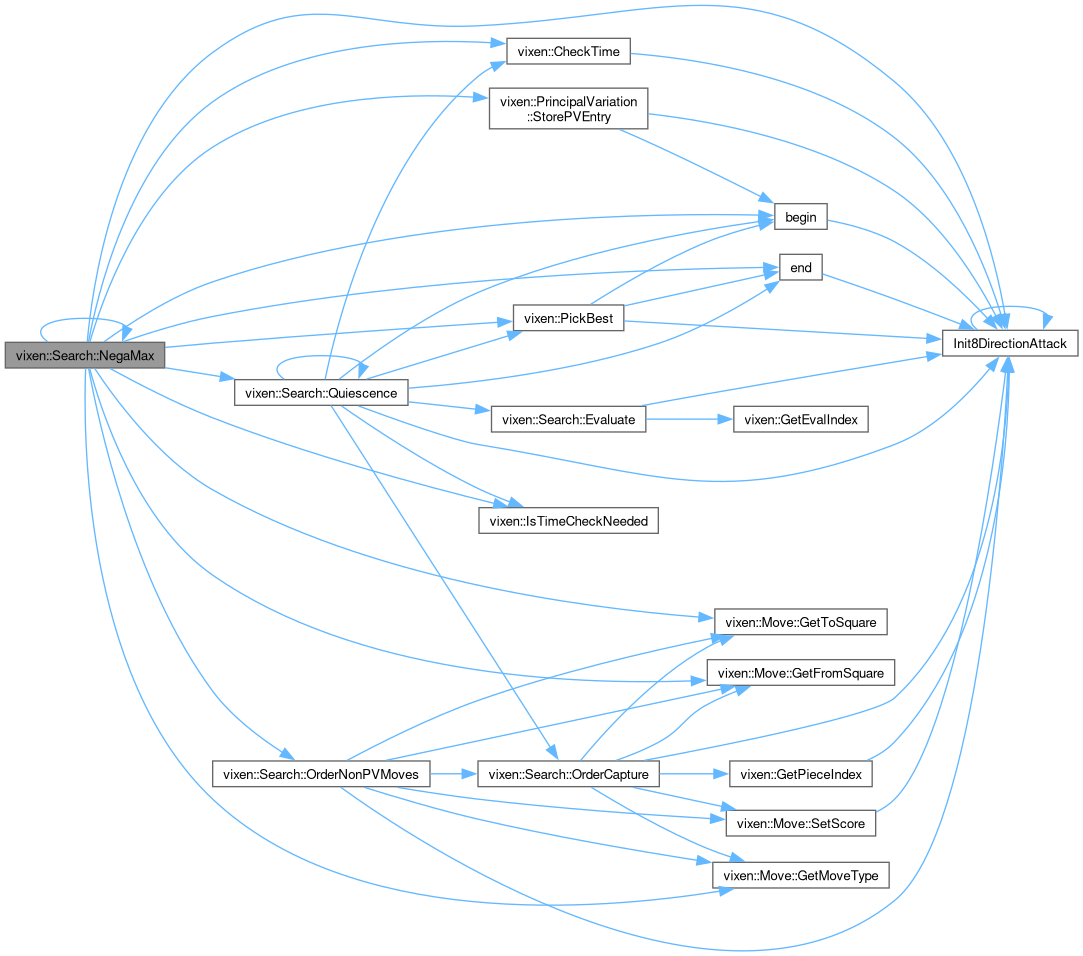 vixen::CheckTime
vixen::PrincipalVariation
::StorePVEntry
begin
end
vixen::PickBest
Init8DirectionAttack
vixen::Search::NegaMax
vixen::Search::Quiescence
vixen::Search::Evaluate
vixen::GetEvalIndex
vixen::IsTimeCheckNeeded
vixen::Move::GetToSquare
vixen::Move::GetFromSquare
vixen::Search::OrderNonPVMoves
vixen::Search::OrderCapture
vixen::GetPieceIndex
vixen::Move::SetScore
vixen::Move::GetMoveType